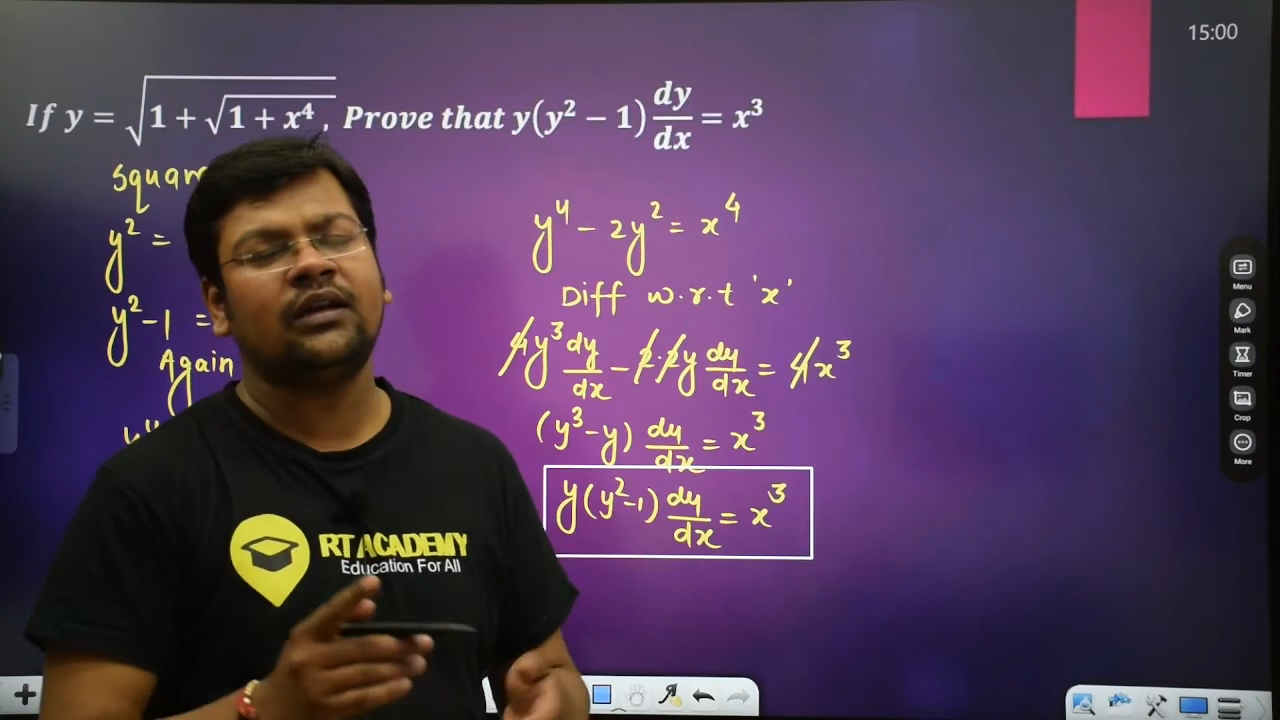 15:00
If y = √(1 + √(1 + x⁴)), Prove that y(y² − 1) dy/dx = x³
y² =
y² - 1 =
Again
y⁴ - 2y² = x⁴
Diff w.r.t 'x'
4y³ dy/dx - 2·2y dy/dx = 4x³
(y³-y) dy/dx = x³
y(y²-1) dy/dx = x³
RT ACADEMY
Education For All
Menu
Mark
Timer
Crop
More